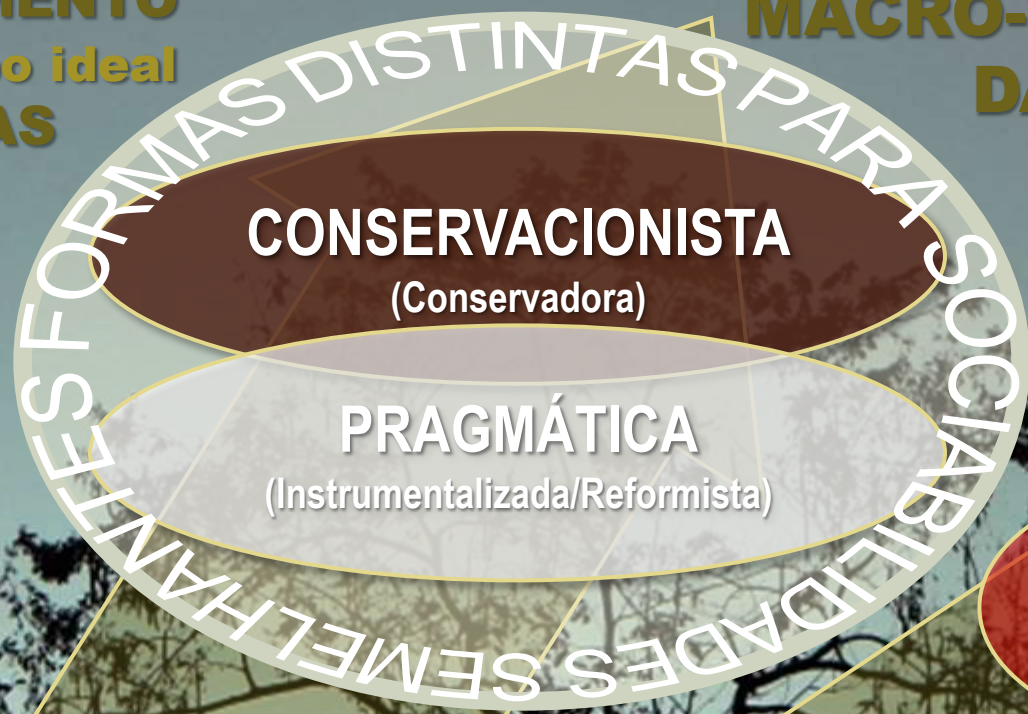 MENTO
o ideal
AS
MACRO-
DA
FORMAS DISTINTAS PARA SOCIABILIDADES SEMELHANTES
CONSERVACIONISTA
(Conservadora)
PRAGMÁTICA
(Instrumentalizada/Reformista)